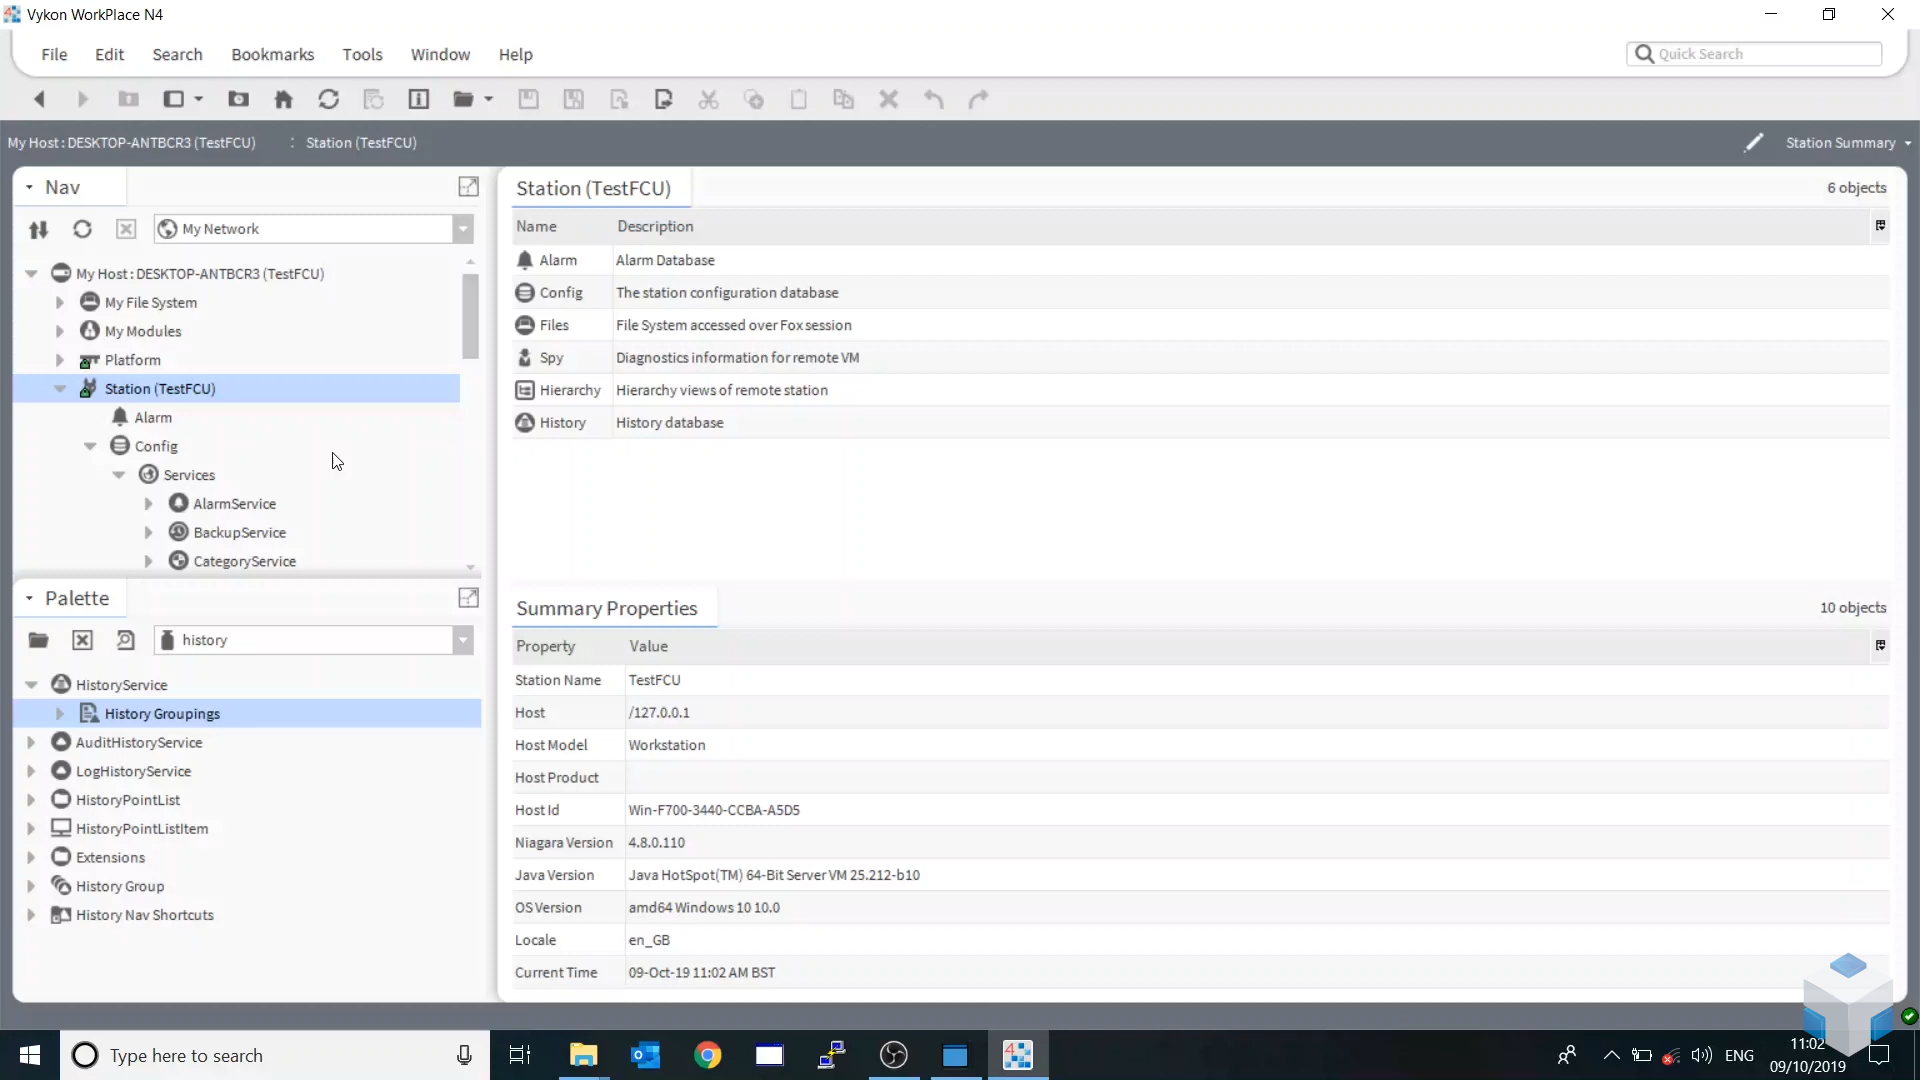 Vykon WorkPlace N4
File Edit Search Bookmarks Tools Window Help
Quick Search
My Host : DESKTOP-ANTBCR3 (TestFCU) : Station (TestFCU)
Station Summary
Nav
My Network
My Host : DESKTOP-ANTBCR3 (TestFCU)
My File System
My Modules
Platform
Station (TestFCU)
Alarm
Config
Services
AlarmService
BackupService
CategoryService
Palette
history
HistoryService
History Groupings
AuditHistoryService
LogHistoryService
HistoryPointList
HistoryPointListItem
Extensions
History Group
History Nav Shortcuts
Station (TestFCU) 6 objects
Name Description
Alarm Alarm Database
Config The station configuration database
Files File System accessed over Fox session
Spy Diagnostics information for remote VM
Hierarchy Hierarchy views of remote station
History History database
Summary Properties 10 objects
Property Value
Station Name TestFCU
Host /127.0.0.1
Host Model Workstation
Host Product
Host Id Win-F700-3440-CCBA-A5D5
Niagara Version 4.8.0.110
Java Version Java HotSpot(TM) 64-Bit Server VM 25.212-b10
OS Version amd64 Windows 10 10.0
Locale en_GB
Current Time 09-Oct-19 11:02 AM BST
Type here to search
ENG
11:02
09/10/2019